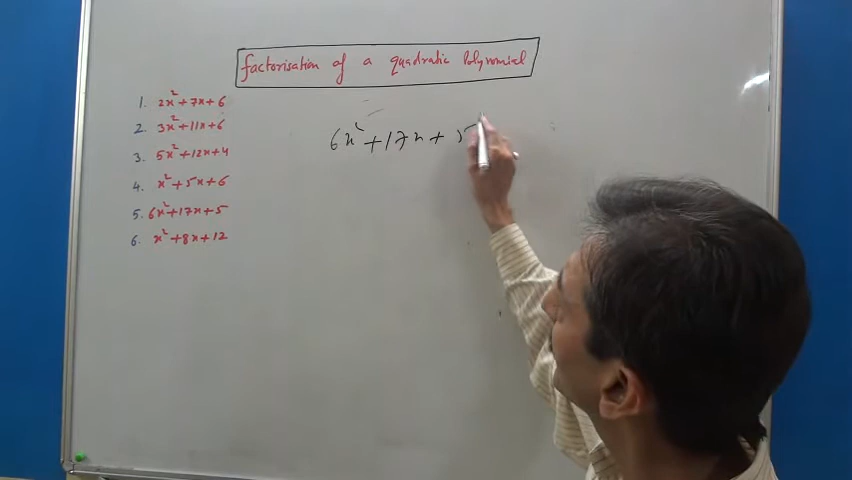 factorisation of a quadratic Polynomial
1. 2x²+7x+6
2. 3x²+11x+6
3. 5x²+12x+4
4. x²+5x+6
5. 6x²+17x+5
6. x²+8x+12
6x²+17x+5